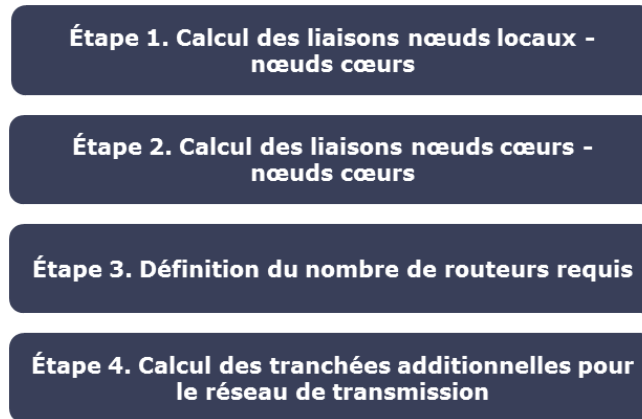 Étape 1. Calcul des liaisons nœuds locaux -
nœuds cœurs
Étape 2. Calcul des liaisons nœuds cœurs -
nœuds cœurs
Étape 3. Définition du nombre de routeurs requis
Étape 4. Calcul des tranchées additionnelles pour
le réseau de transmission